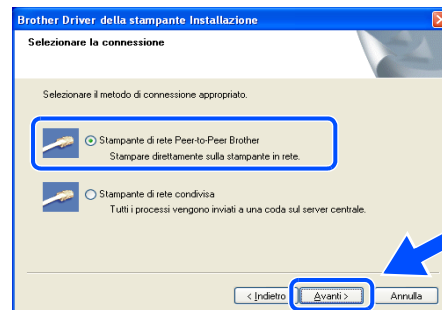 Brother Driver della stampante Installazione
Selezionare la connessione
Selezionare il metodo di connessione appropriato.
Stampante di rete Peer-to-Peer Brother
Stampare direttamente sulla stampante in rete.
Stampante di rete condivisa
Tutti i processi vengono inviati a una coda sul server centrale.
< Indietro Avanti > Annulla